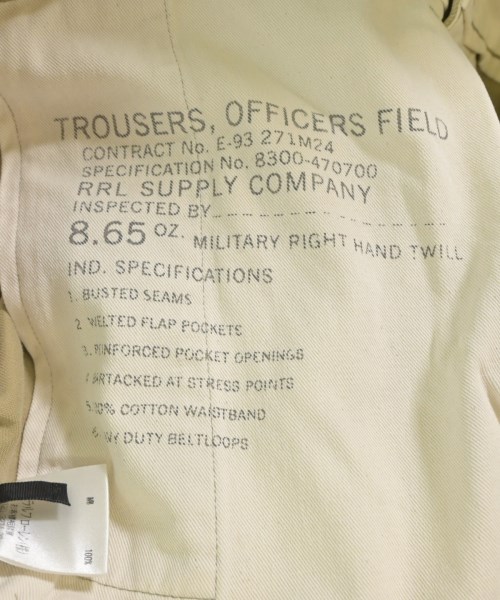 TROUSERS, OFFICERS FIELD
CONTRACT No. E-93 271M24
SPECIFICATION No. 8300-470700
RRL SUPPLY COMPANY
INSPECTED BY
8.65 OZ. MILITARY RIGHT HAND TWILL
IND. SPECIFICATIONS
1. BUSTED SEAMS
2 WELTED FLAP POCKETS
3. REINFORCED POCKET OPENINGS
AT STRESS POINTS
COTTON WAISTBAND
DUTY BELTLOOPS
100%